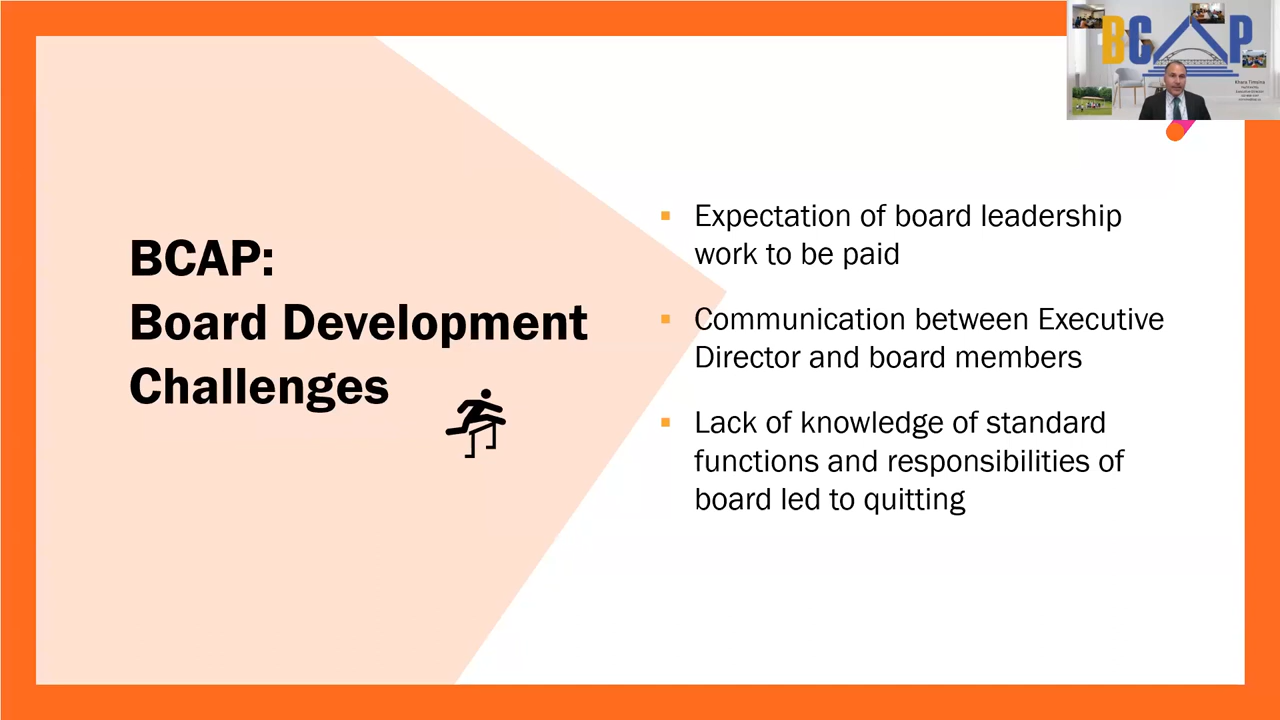 BCAP
BCAP:
Board Development
Challenges
Expectation of board leadership
work to be paid
Communication between Executive
Director and board members
Lack of knowledge of standard
functions and responsibilities of
board led to quitting